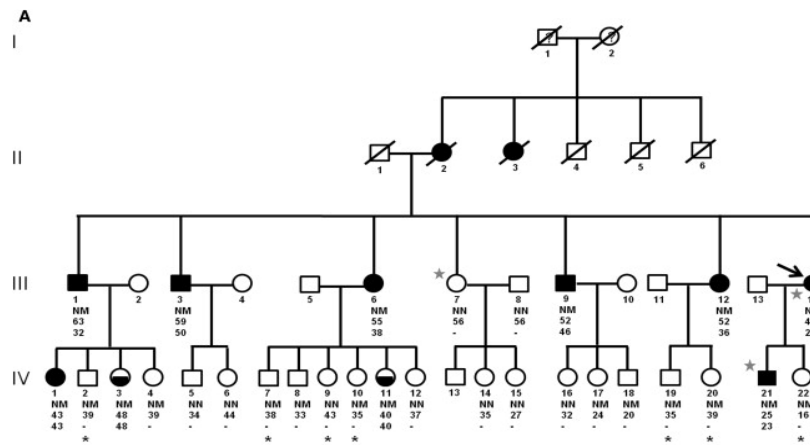 A
I
? ?
1 2
II
1 2 3 4 5 6
III
5 11 13
1 2 3 4 6 7 8 9 10 12
NM NM NM NN NN NM NM
63 59 55 56 56 52 52
32 50 38 - - 46 36
IV
1 2 3 4 5 6 7 8 9 10 11 12 13 14 15 16 17 18 19 20 21 22
NM NM NM NM NN NN NM NM NN NM NM NN NN NN NN NM NM NM NM NM NM
43 39 48 39 34 44 38 33 43 35 40 37 35 27 32 24 20 35 39 25 16
23 - 48 - - - - - - - 40 - - - - - - - - 23 -
* * * * * *